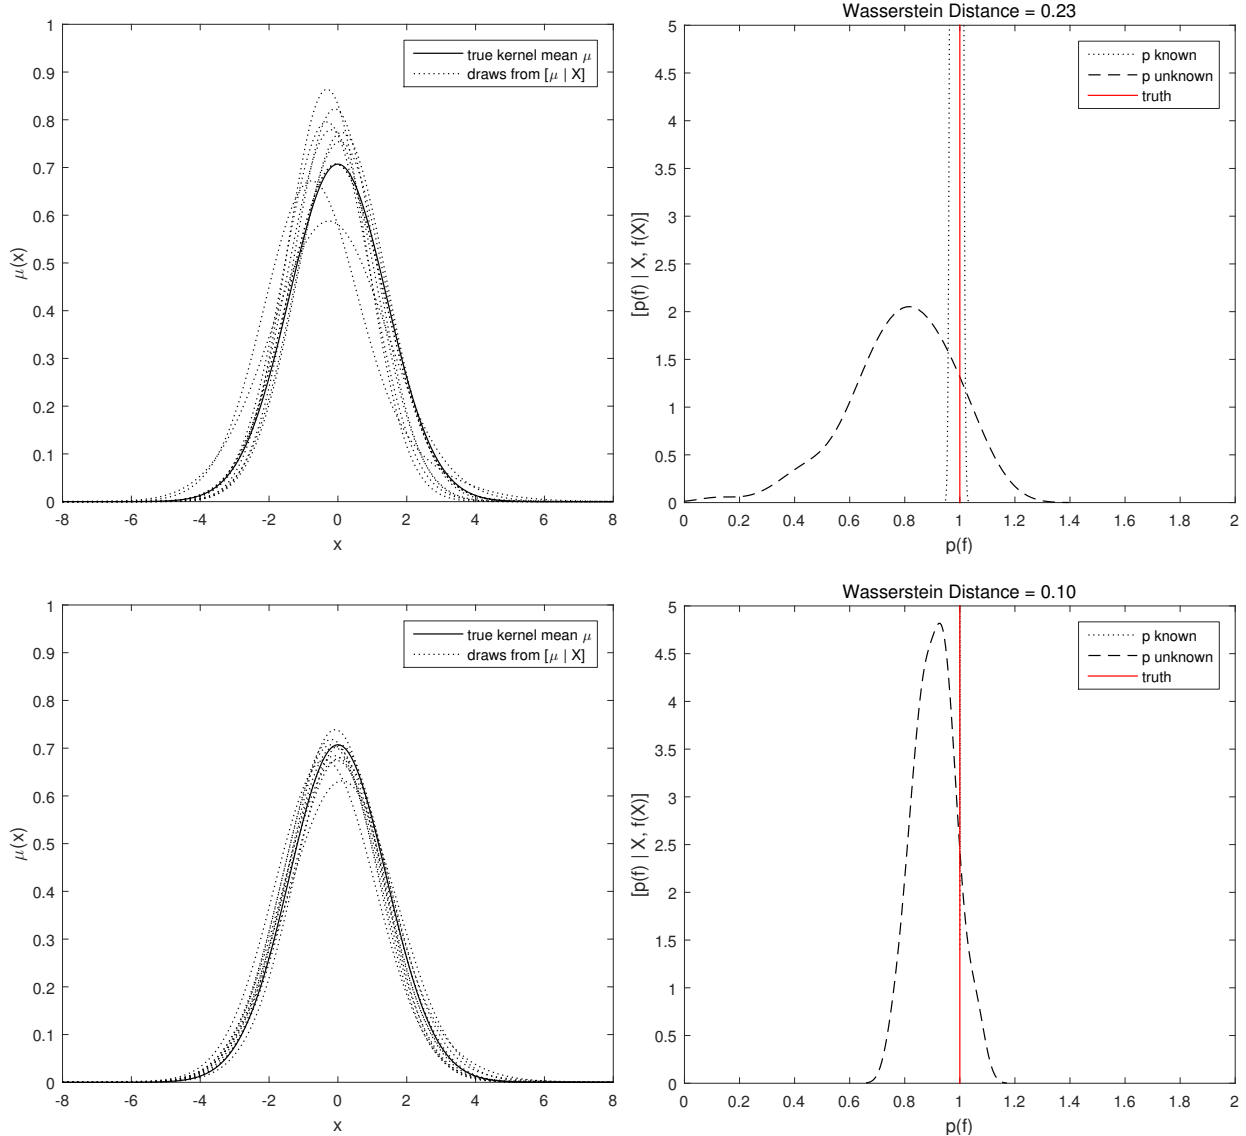 1
0.9
0.8
0.7
0.6
0.5
0.4
0.3
0.2
0.1
0
μ(x)
true kernel mean μ
draws from [μ | X]
-8 -6 -4 -2 0 2 4 6 8
x
Wasserstein Distance = 0.23
5
4.5
4
3.5
3
2.5
2
1.5
1
0.5
0
[p(f) | X, f(X)]
p known
p unknown
truth
0 0.2 0.4 0.6 0.8 1 1.2 1.4 1.6 1.8 2
p(f)
1
0.9
0.8
0.7
0.6
0.5
0.4
0.3
0.2
0.1
0
μ(x)
true kernel mean μ
draws from [μ | X]
-8 -6 -4 -2 0 2 4 6 8
x
Wasserstein Distance = 0.10
5
4.5
4
3.5
3
2.5
2
1.5
1
0.5
0
[p(f) | X, f(X)]
p known
p unknown
truth
0 0.2 0.4 0.6 0.8 1 1.2 1.4 1.6 1.8 2
p(f)